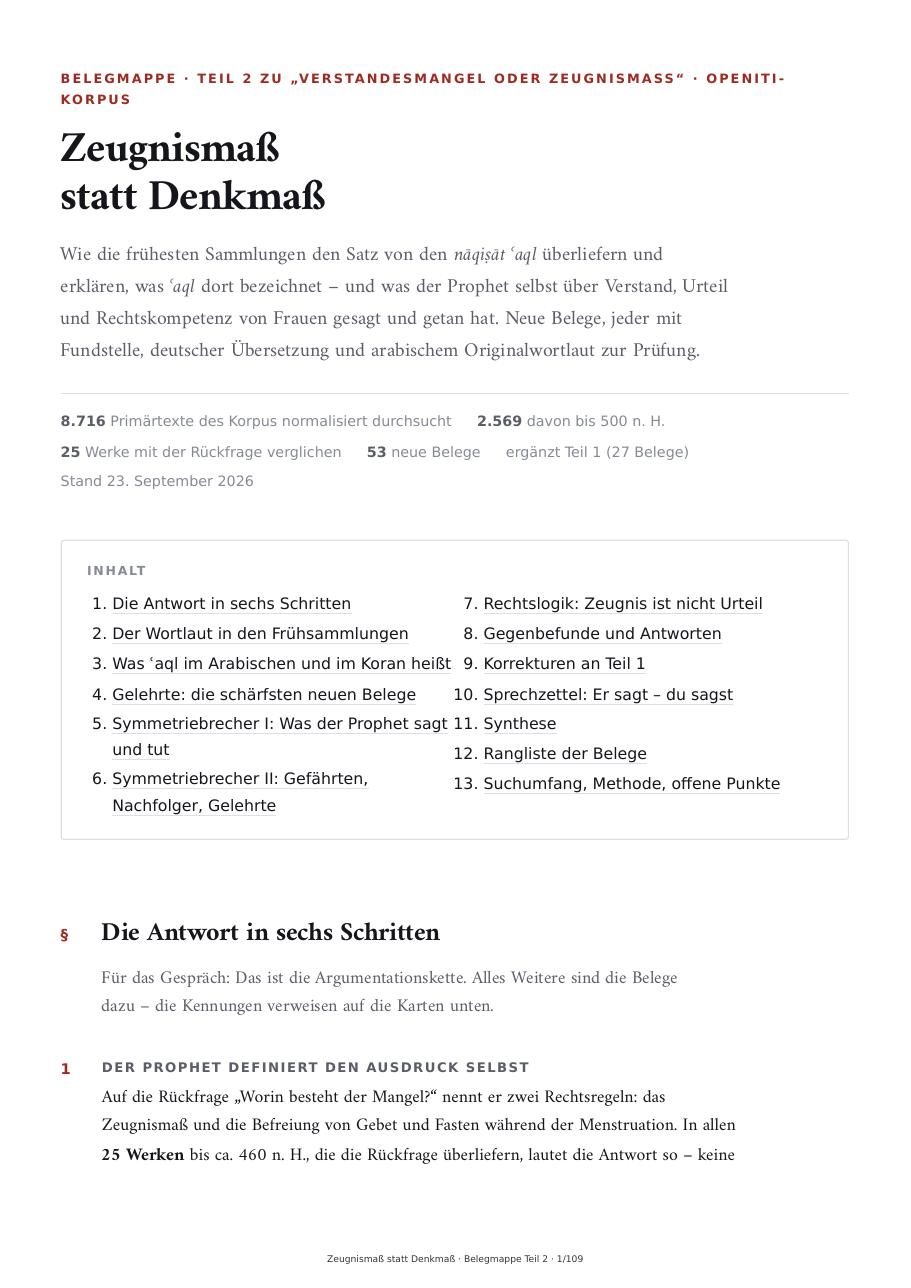 BELEGMAPPE · TEIL 2 ZU „VERSTANDESMANGEL ODER ZEUGNISMASS“ · OPENITI-
KORPUS
Zeugnismaß
statt Denkmaß
Wie die frühesten Sammlungen den Satz von den nāqiṣāt ʿaql überliefern und
erklären, was ʿaql dort bezeichnet – und was der Prophet selbst über Verstand, Urteil
und Rechtskompetenz von Frauen gesagt und getan hat. Neue Belege, jeder mit
Fundstelle, deutscher Übersetzung und arabischem Originalwortlaut zur Prüfung.
8.716 Primärtexte des Korpus normalisiert durchsucht 2.569 davon bis 500 n. H.
25 Werke mit der Rückfrage verglichen 53 neue Belege ergänzt Teil 1 (27 Belege)
Stand 23. September 2026
INHALT
1. Die Antwort in sechs Schritten
2. Der Wortlaut in den Frühsammlungen
3. Was ʿaql im Arabischen und im Koran heißt
4. Gelehrte: die schärfsten neuen Belege
5. Symmetriebrecher I: Was der Prophet sagt
und tut
6. Symmetriebrecher II: Gefährten,
Nachfolger, Gelehrte
7. Rechtslogik: Zeugnis ist nicht Urteil
8. Gegenbefunde und Antworten
9. Korrekturen an Teil 1
10. Sprechzettel: Er sagt – du sagst
11. Synthese
12. Rangliste der Belege
13. Suchumfang, Methode, offene Punkte
§ Die Antwort in sechs Schritten
Für das Gespräch: Das ist die Argumentationskette. Alles Weitere sind die Belege
dazu – die Kennungen verweisen auf die Karten unten.
1 DER PROPHET DEFINIERT DEN AUSDRUCK SELBST
Auf die Rückfrage „Worin besteht der Mangel?“ nennt er zwei Rechtsregeln: das
Zeugnismaß und die Befreiung von Gebet und Fasten während der Menstruation. In allen
25 Werken bis ca. 460 n. H., die die Rückfrage überliefern, lautet die Antwort so – keine
Zeugnismaß statt Denkmaß · Belegmappe Teil 2 · 1/109